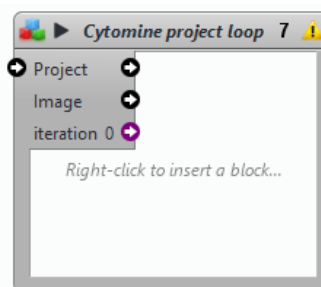 Cytomine project loop 7
Project
Image
iteration 0
Right-click to insert a block...